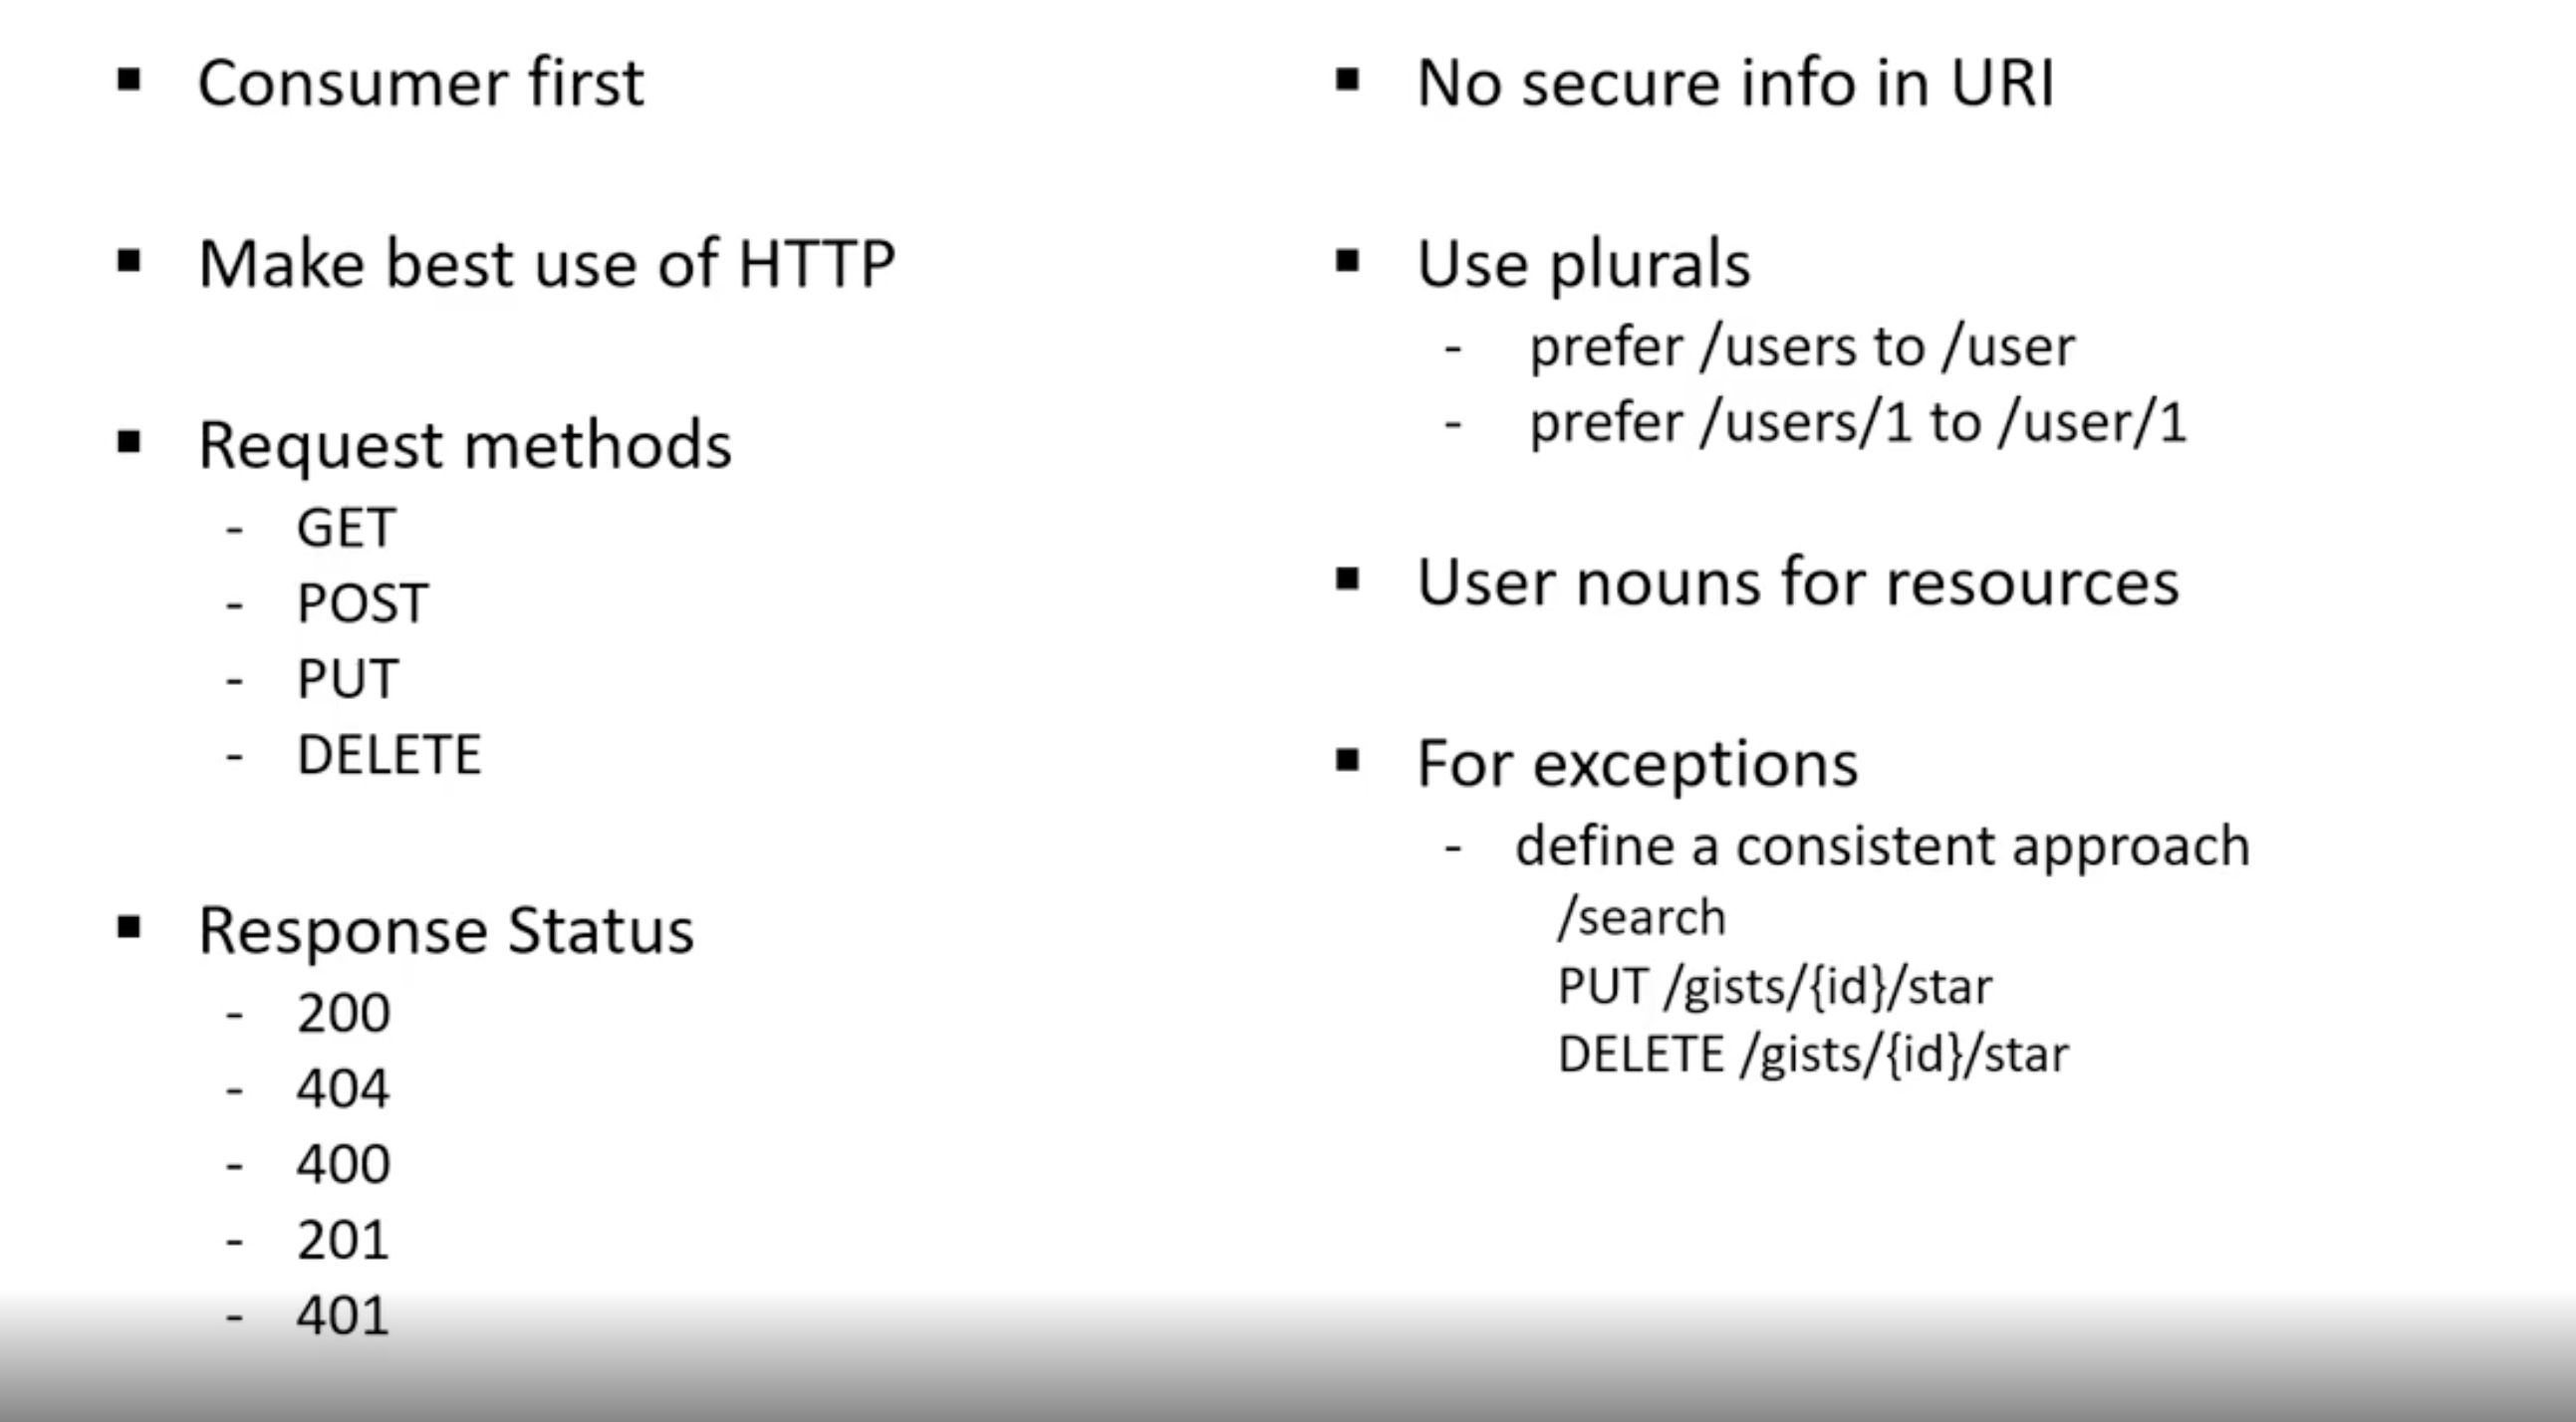 ▪ Consumer first
▪ Make best use of HTTP
▪ Request methods
- GET
- POST
- PUT
- DELETE
▪ Response Status
- 200
- 404
- 400
- 201
- 401
▪ No secure info in URI
▪ Use plurals
- prefer /users to /user
- prefer /users/1 to /user/1
▪ User nouns for resources
▪ For exceptions
- define a consistent approach
/search
PUT /gists/{id}/star
DELETE /gists/{id}/star